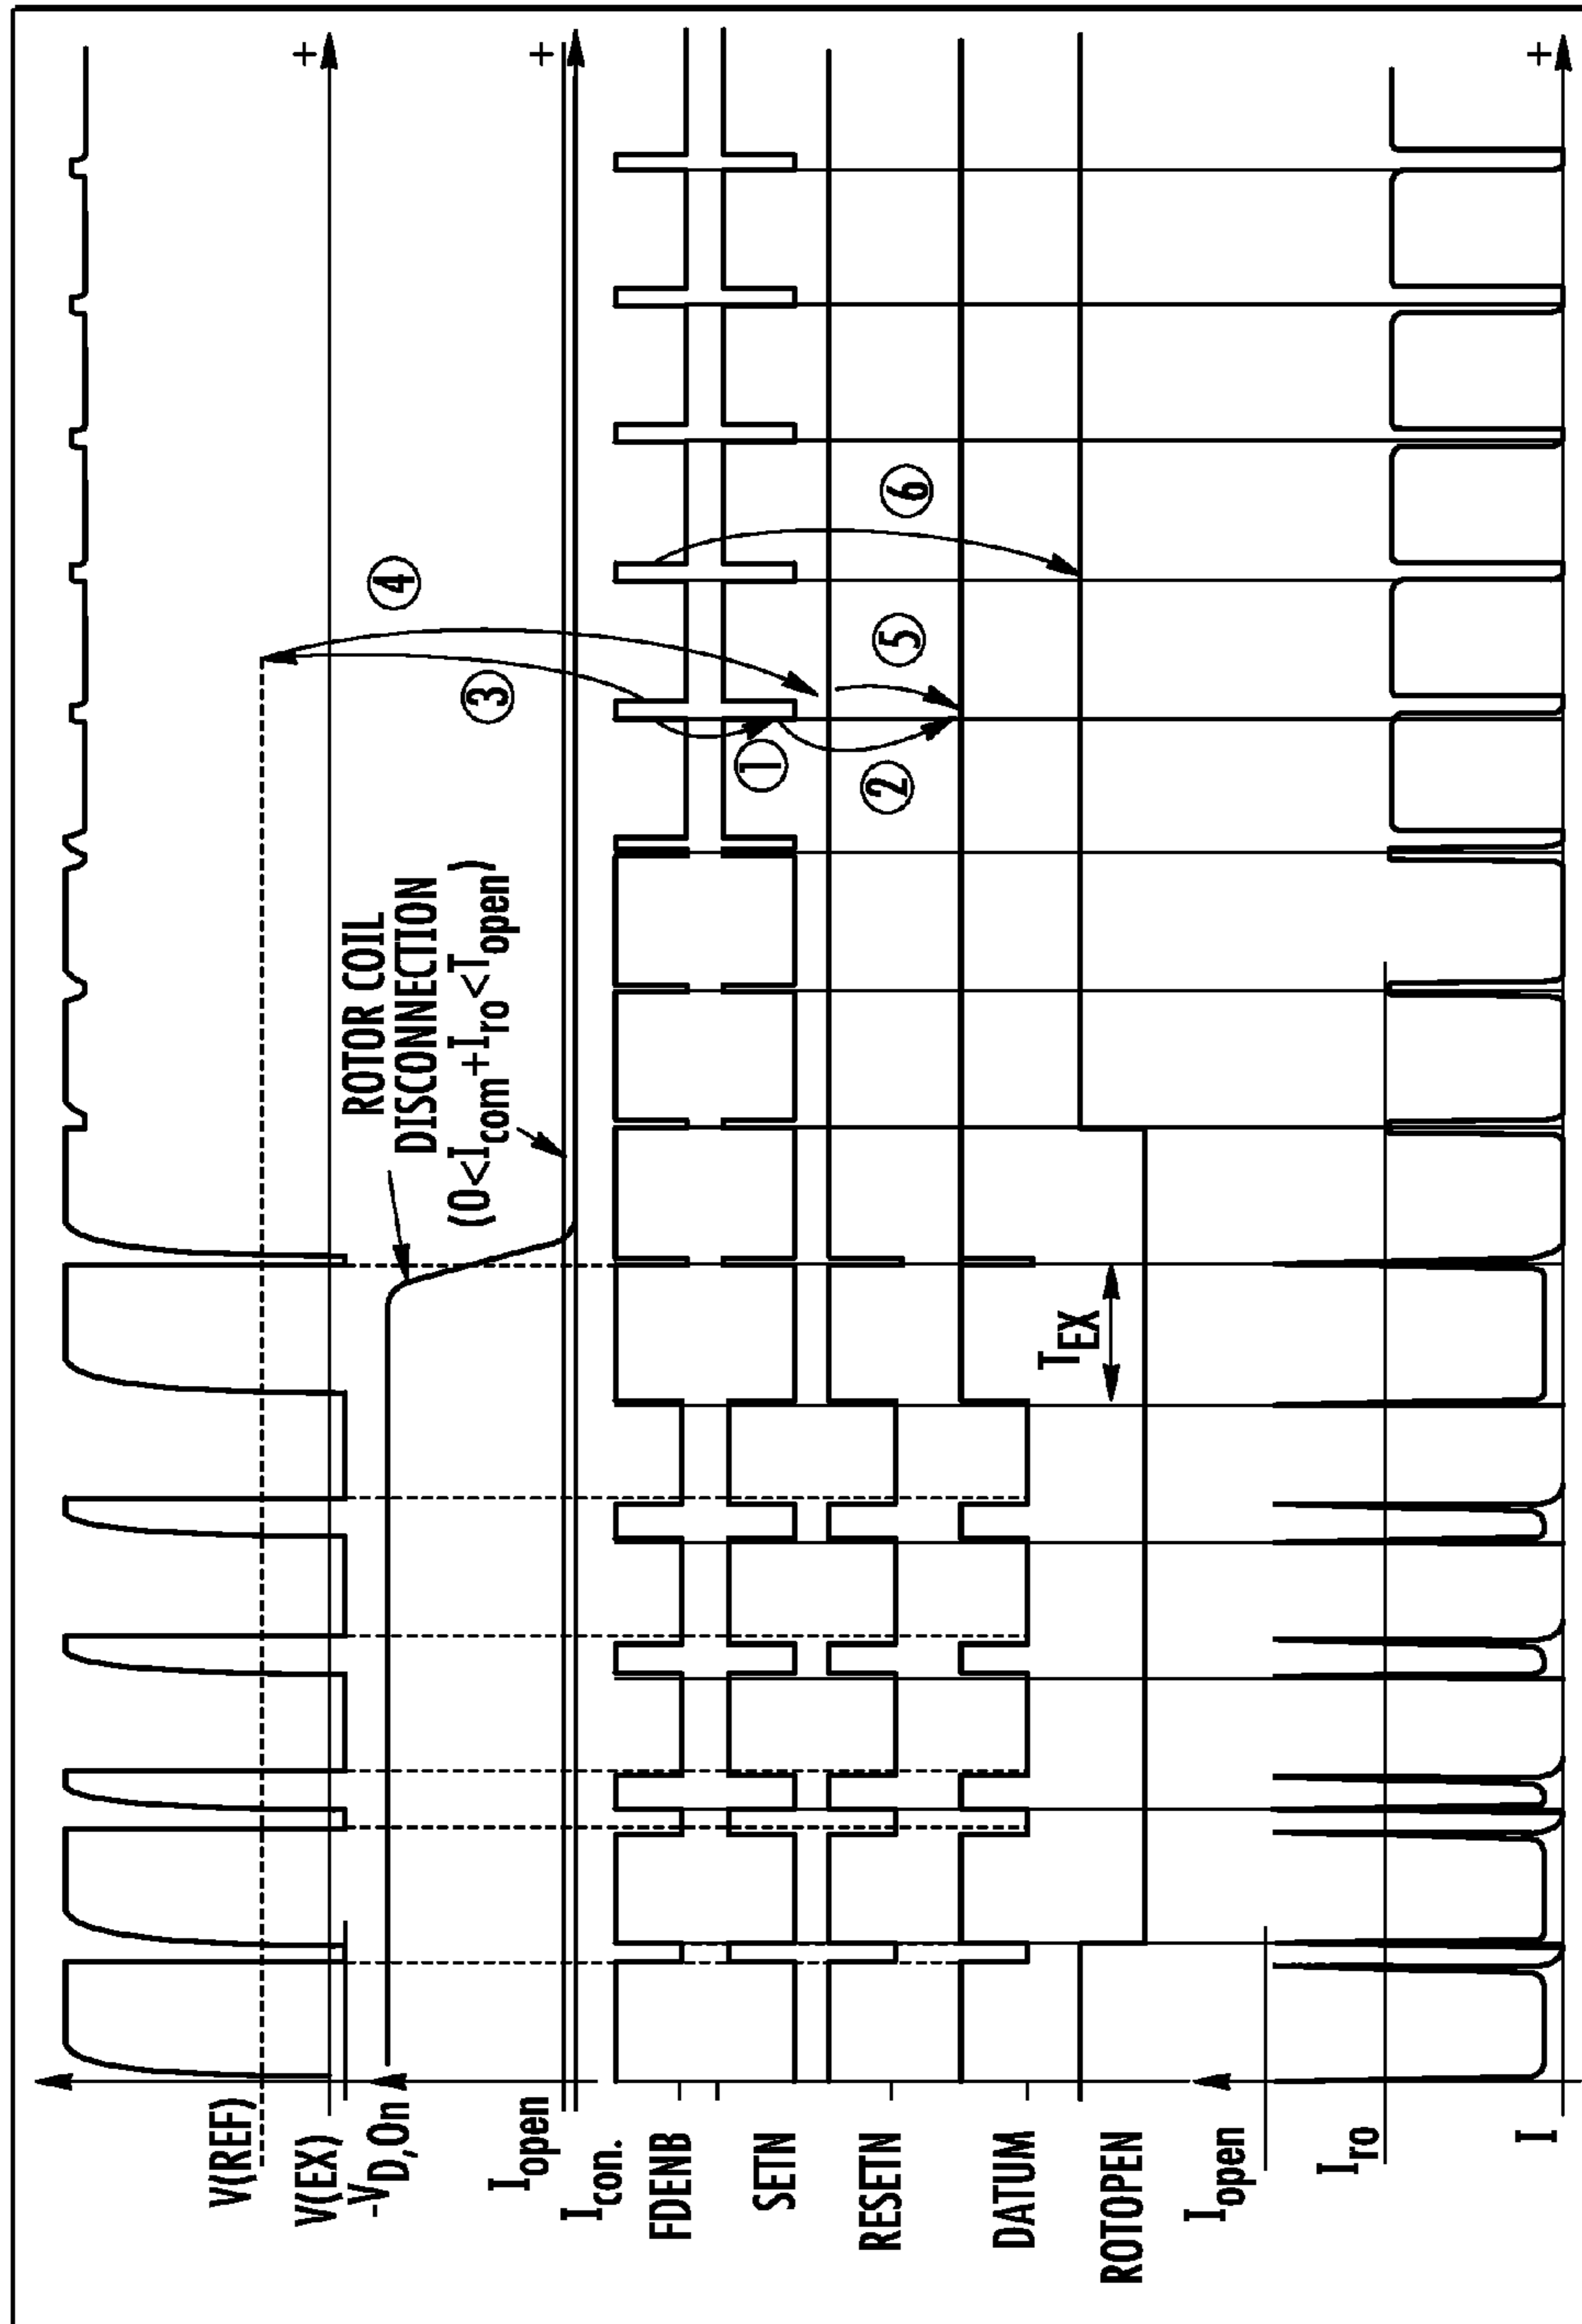 V(REF)
V(EX)
-V_D,On
I_open
I_con.
FDENB
SETN
RESETN
DATUM
ROTOPEN
I_open
I_ro
I
ROTOR COIL
DISCONNECTION
(0<I_com+I_ro<I_open)
T_EX
①
②
③
④
⑤
⑥
+
+
+